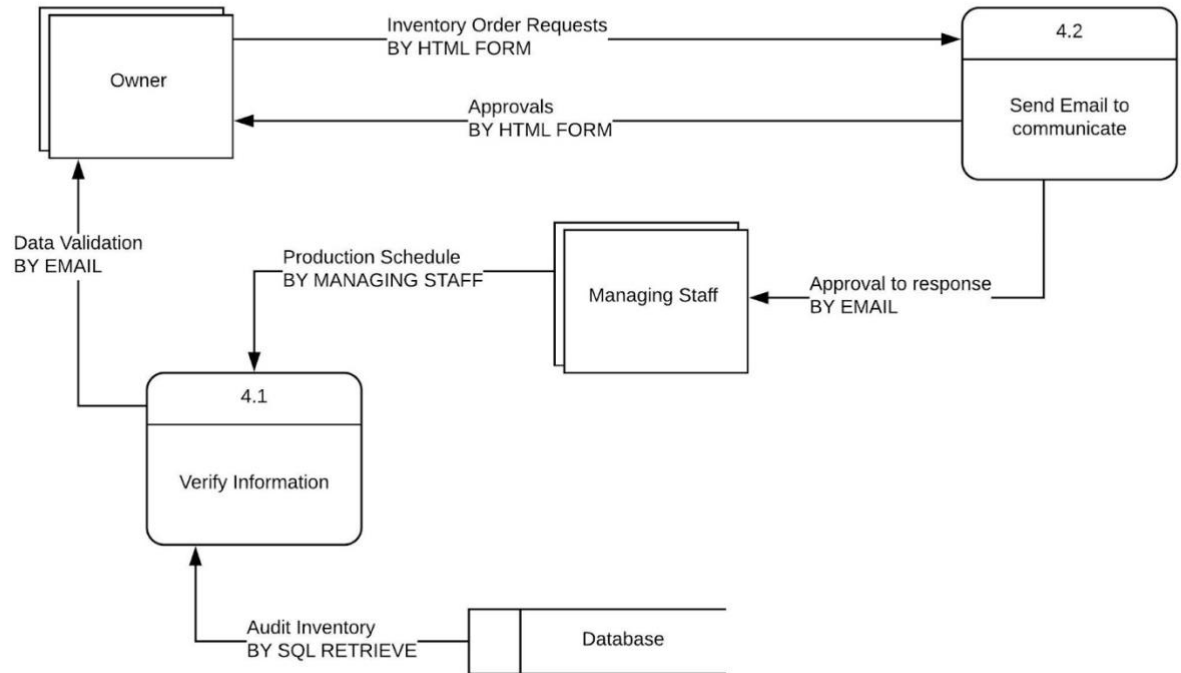 Inventory Order Requests
BY HTML FORM
4.2
Owner
Approvals
BY HTML FORM
Send Email to
communicate
Data Validation
BY EMAIL
Production Schedule
BY MANAGING STAFF
Managing Staff
Approval to response
BY EMAIL
4.1
Verify Information
Audit Inventory
BY SQL RETRIEVE
Database